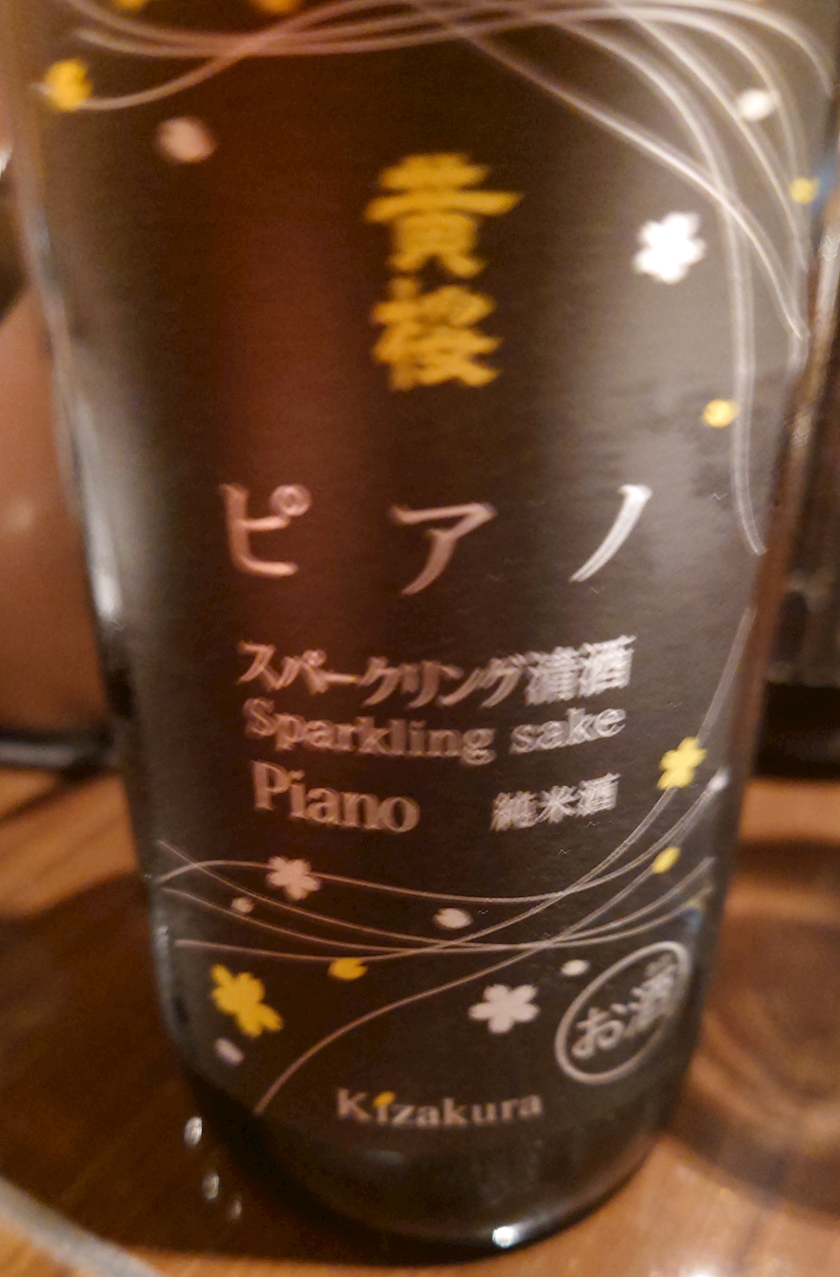 黄桜
ピアノ
スパークリング清酒
Sparkling sake
Piano 純米酒
お酒
Kizakura